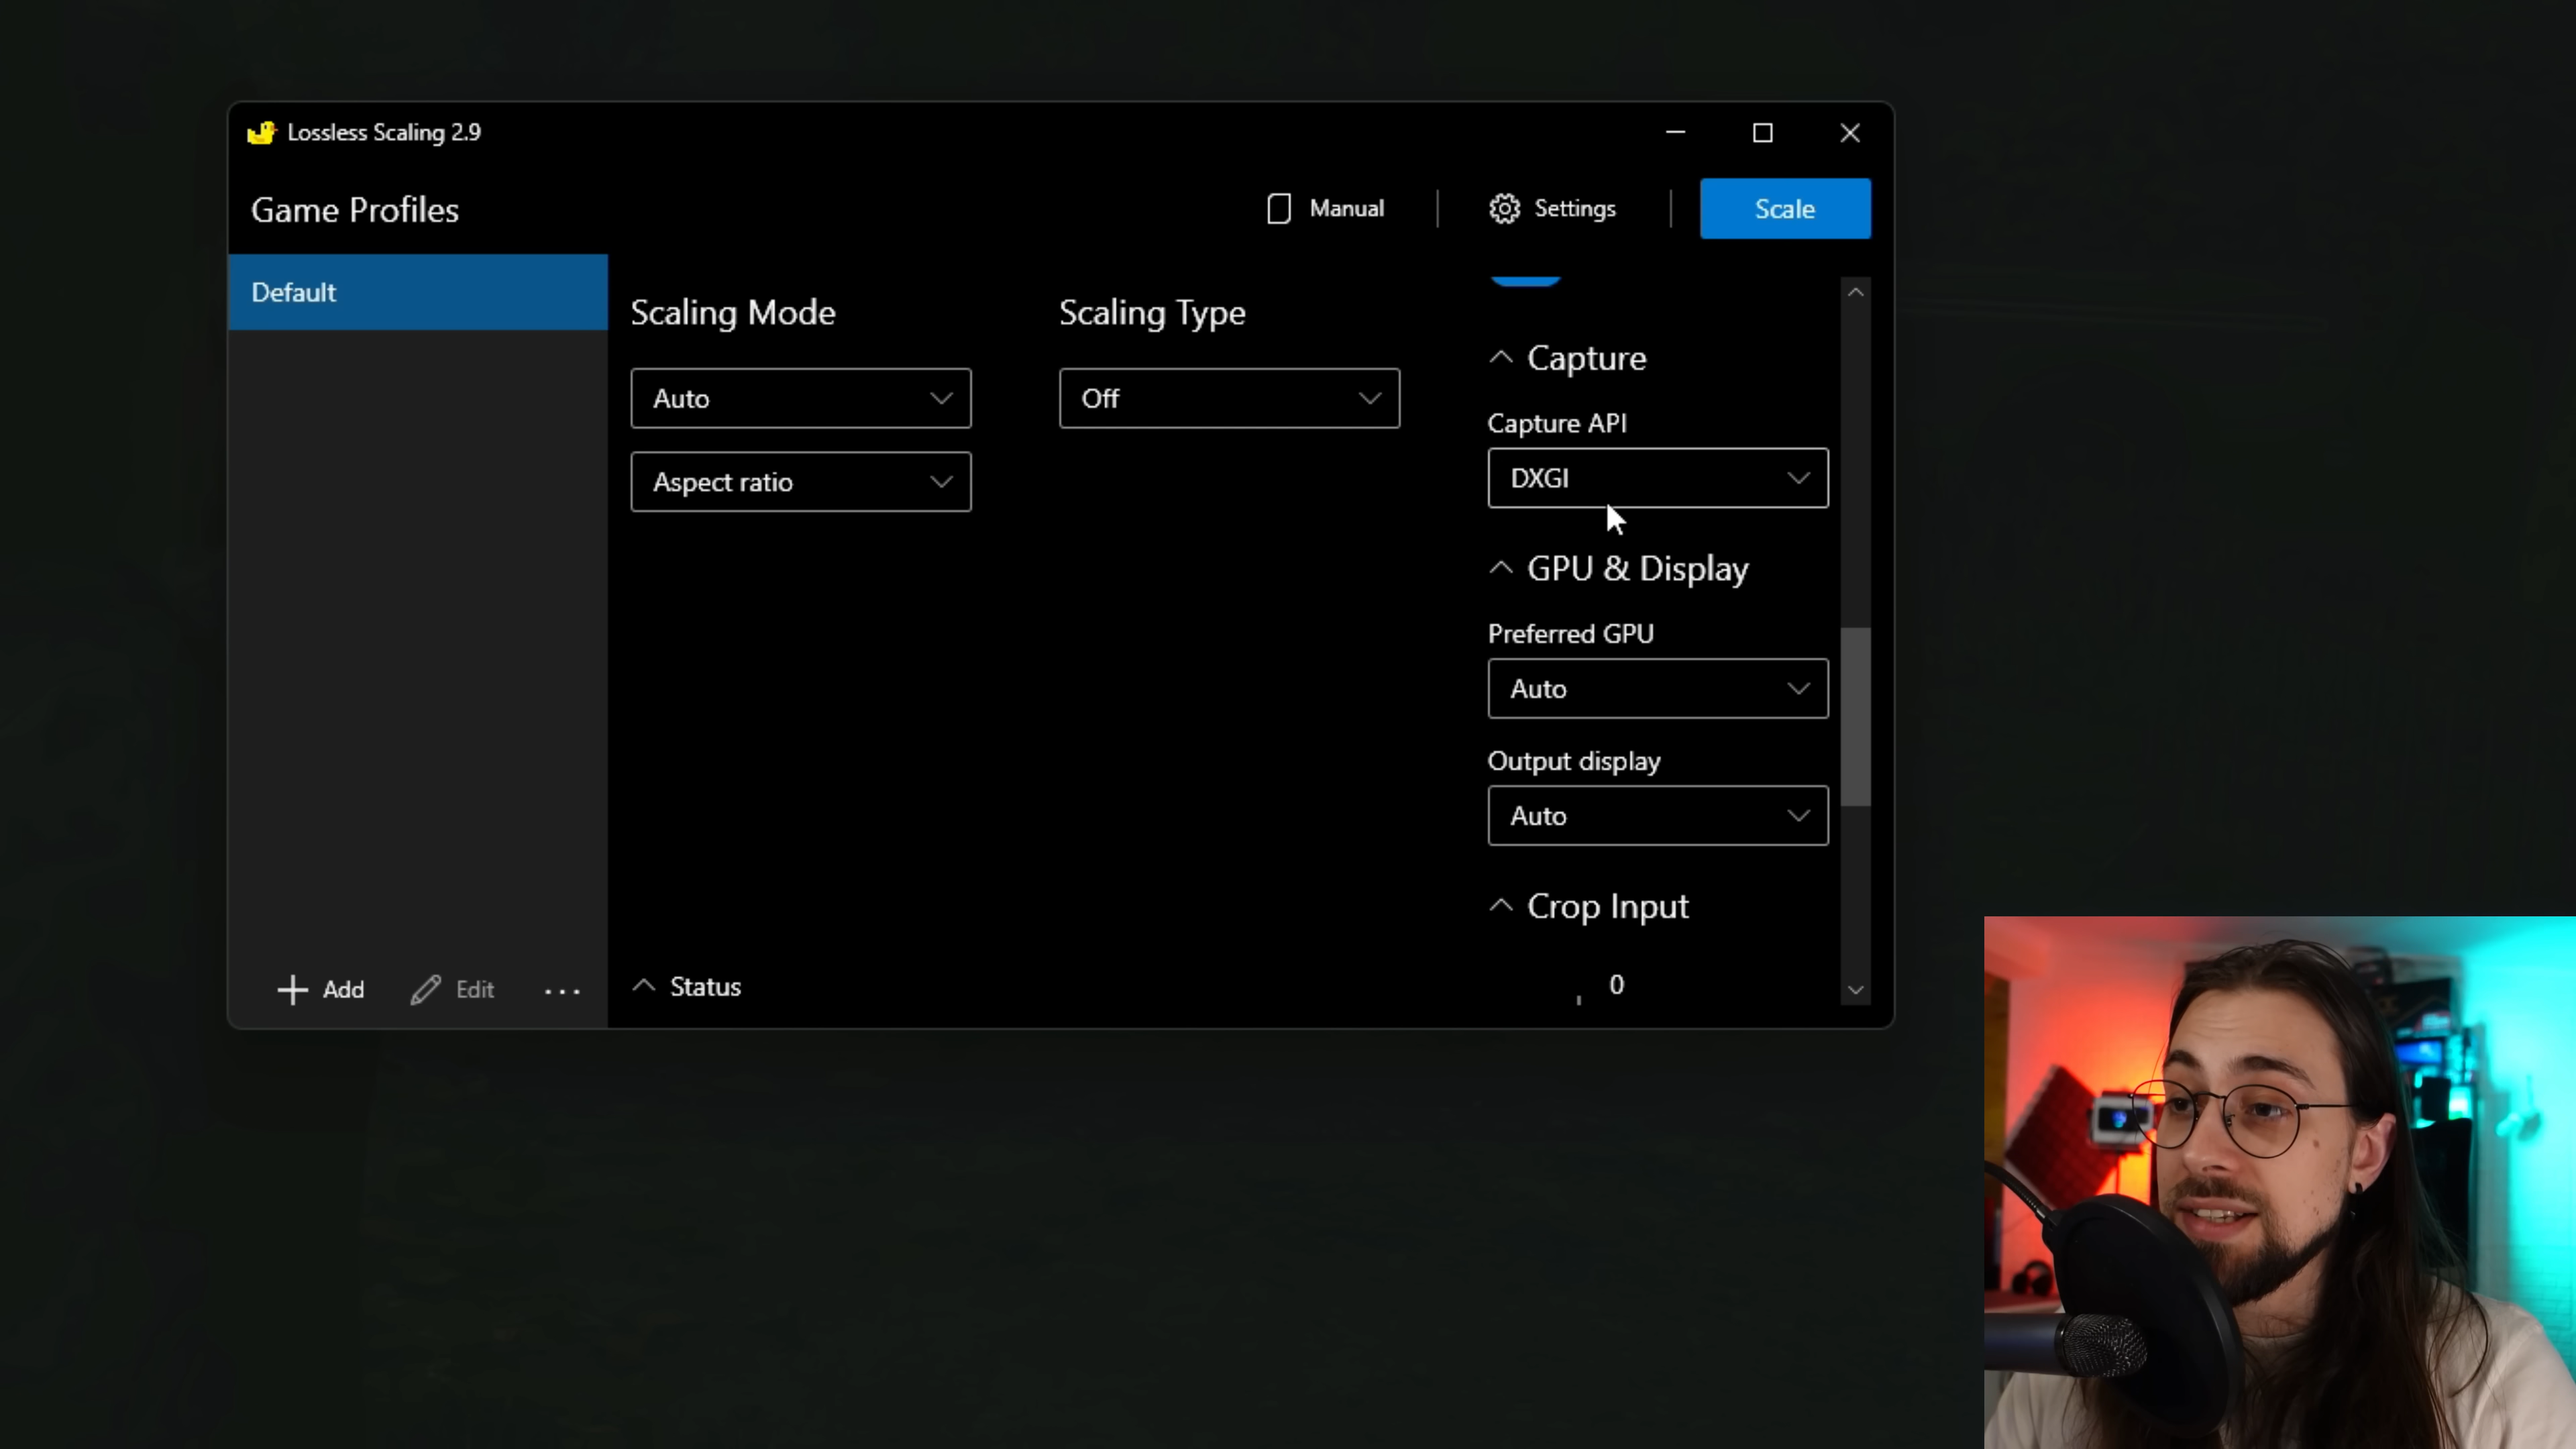 Lossless Scaling 2.9
Game Profiles
Manual
Settings
Scale
Default
Scaling Mode
Auto
Aspect ratio
Scaling Type
Off
Capture
Capture API
DXGI
GPU & Display
Preferred GPU
Auto
Output display
Auto
Crop Input
0
Add
Edit
...
Status